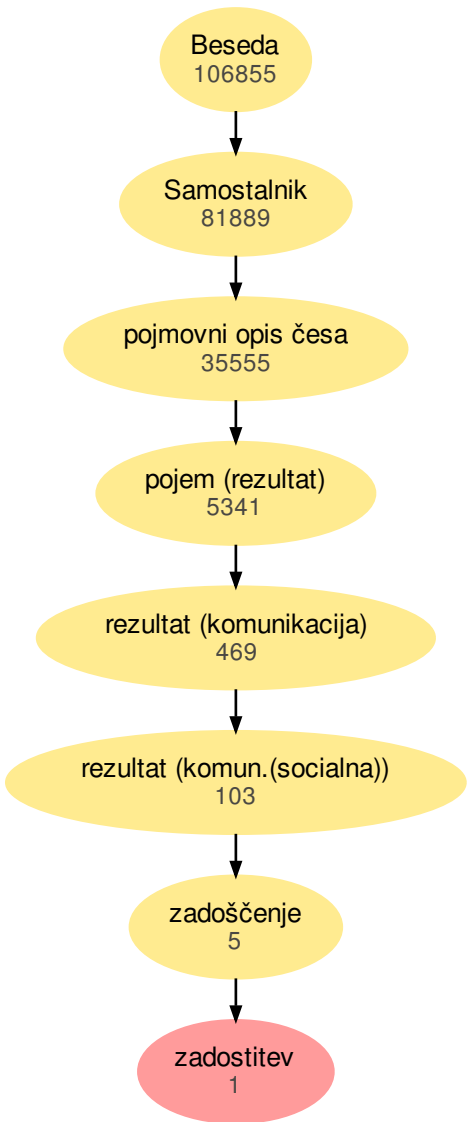 Beseda
106855
Samostalnik
81889
pojmovni opis česa
35555
pojem (rezultat)
5341
rezultat (komunikacija)
469
rezultat (komun.(socialna))
103
zadoščenje
5
zadostitev
1